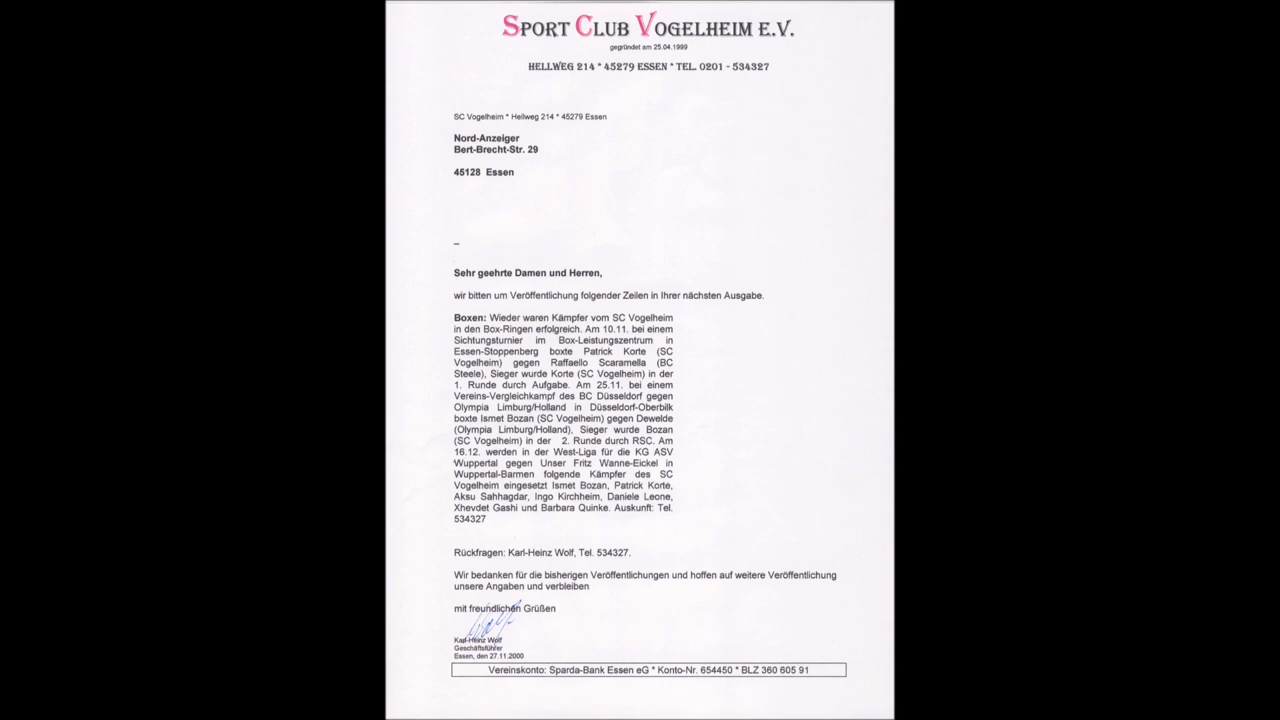 SPORT CLUB VOGELHEIM E.V.
gegründet am 25.04.1999
HELLWEG 214 * 45279 ESSEN * TEL. 0201 - 534327
SC Vogelheim * Hellweg 214 * 45279 Essen
Nord-Anzeiger
Bert-Brecht-Str. 29
45128 Essen
–
Sehr geehrte Damen und Herren,
wir bitten um Veröffentlichung folgender Zeilen in Ihrer nächsten Ausgabe.
Boxen: Wieder waren Kämpfer vom SC Vogelheim
in den Box-Ringen erfolgreich. Am 10.11. bei einem
Sichtungsturnier im Box-Leistungszentrum in
Essen-Stoppenberg boxte Patrick Korte (SC
Vogelheim) gegen Raffaello Scaramella (BC
Steele), Sieger wurde Korte (SC Vogelheim) in der
1. Runde durch Aufgabe. Am 25.11. bei einem
Vereins-Vergleichkampf des BC Düsseldorf gegen
Olympia Limburg/Holland in Düsseldorf-Oberbilk
boxte Ismet Bozan (SC Vogelheim) gegen Dewelde
(Olympia Limburg/Holland), Sieger wurde Bozan
(SC Vogelheim) in der 2. Runde durch RSC. Am
16.12. werden in der West-Liga für die KG ASV
Wuppertal gegen Unser Fritz Wanne-Eickel in
Wuppertal-Barmen folgende Kämpfer des SC
Vogelheim eingesetzt Ismet Bozan, Patrick Korte,
Aksu Sahhagdar, Ingo Kirchheim, Daniele Leone,
Xhevdet Gashi und Barbara Quinke. Auskunft: Tel.
534327
Rückfragen: Karl-Heinz Wolf, Tel. 534327.
Wir bedanken für die bisherigen Veröffentlichungen und hoffen auf weitere Veröffentlichung
unsere Angaben und verbleiben
mit freundlichen Grüßen
Karl-Heinz Wolf
Geschäftsführer
Essen, den 27.11.2000
Vereinskonto: Sparda-Bank Essen eG * Konto-Nr. 654450 * BLZ 360 605 91